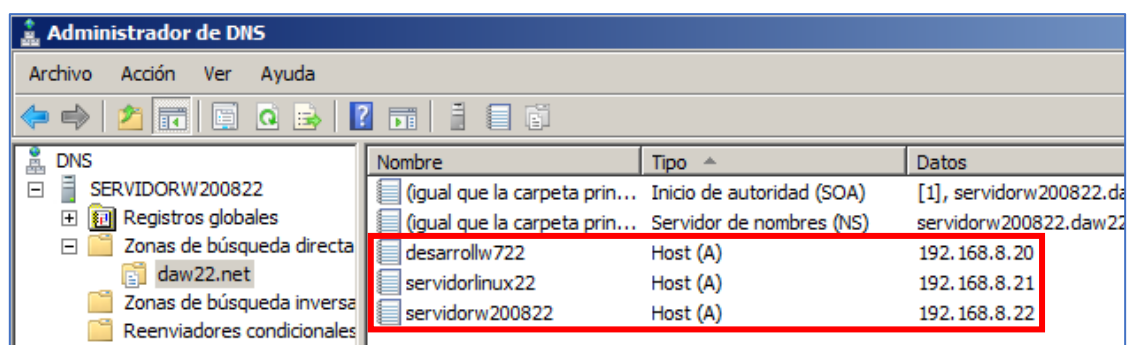 Administrador de DNS
Archivo Acción Ver Ayuda
DNS
SERVIDORW200822
Registros globales
Zonas de búsqueda directa
daw22.net
Zonas de búsqueda inversa
Reenviadores condicionales
Nombre Tipo Datos
(igual que la carpeta prin... Inicio de autoridad (SOA) [1], servidorw200822.da
(igual que la carpeta prin... Servidor de nombres (NS) servidorw200822.daw22
desarrollw722 Host (A) 192.168.8.20
servidorlinux22 Host (A) 192.168.8.21
servidorw200822 Host (A) 192.168.8.22